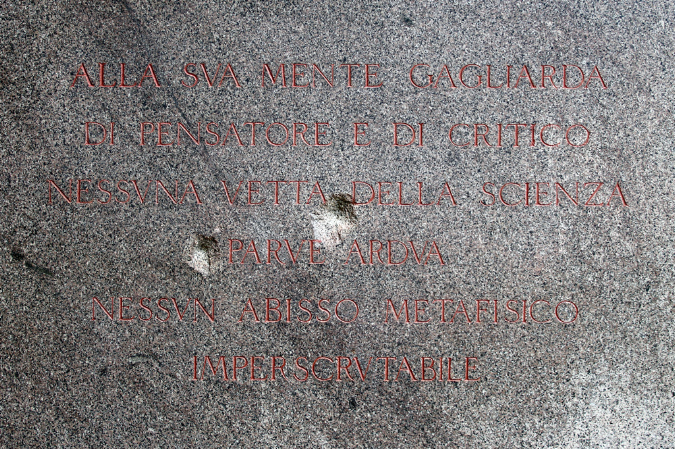 ALLA SVA MENTE GAGLIARDA
DI PENSATORE E DI CRITICO
NESSVNA VETTA DELLA SCIENZA
PARVE ARDVA
NESSVN ABISSO METAFISICO
IMPERSCRVTABILE